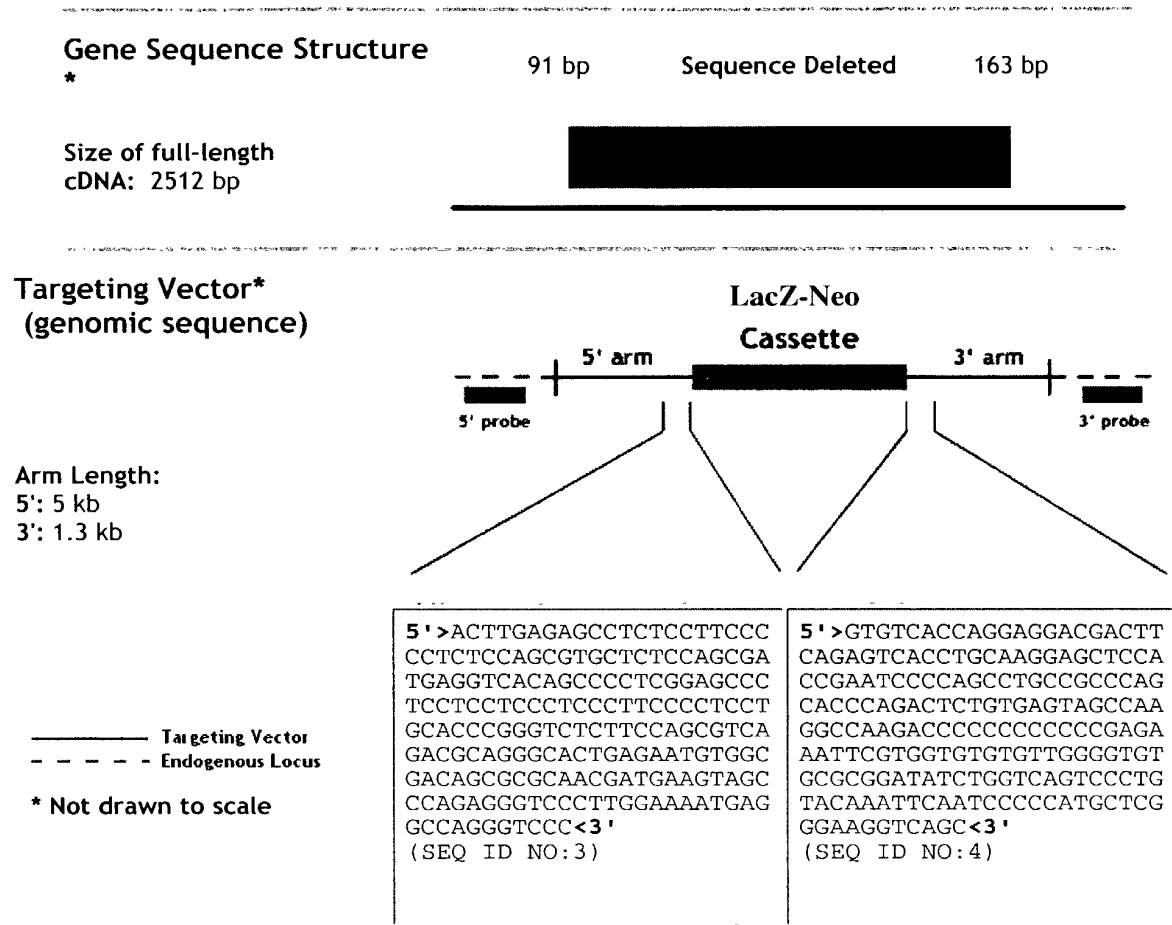 Gene Sequence Structure
*
91 bp
Sequence Deleted
163 bp
Size of full-length
cDNA: 2512 bp
Targeting Vector*
(genomic sequence)
LacZ-Neo
Cassette
5' arm
3' arm
5' probe
3' probe
Arm Length:
5': 5 kb
3': 1.3 kb
5'>ACTTGAGAGCCTCTCCTTCCC
CCTCTCCAGCGTGCTCTCCAGCGA
TGAGGTCACAGCCCCTCGGAGCCC
TCCTCCTCCCTCCCTTCCCCTCCT
GCACCCGGGTCTCTTCCAGCGTCA
GACGCAGGGCACTGAGAATGTGGC
GACAGCGCGCAACGATGAAGTAGC
CCAGAGGGTCCCTTGGAAAATGAG
GCCAGGGTCCC<3'
(SEQ ID NO:3)
5'>GTGTCACCAGGAGGACGACTT
CAGAGTCACCTGCAAGGAGCTCCA
CCGAATCCCCAGCCTGCCGCCCAG
CACCCAGACTCTGTGAGTAGCCAA
GGCCAAGACCCCCCCCCCCCGAGA
AATTCGTGGTGTGTGTTGGGGTGT
GCGCGGATATCTGGTCAGTCCCTG
TACAAATTCAATCCCCCATGCTCG
GGAAGGTCAGC<3'
(SEQ ID NO:4)
Targeting Vector
Endogenous Locus
* Not drawn to scale